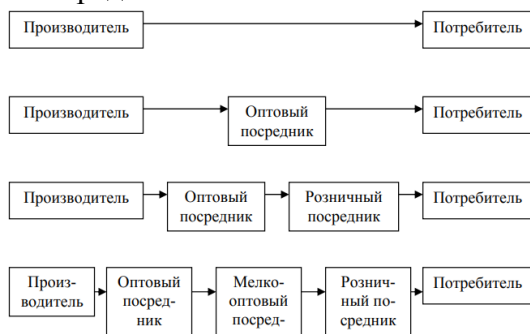 Производитель Потребитель
Производитель Оптовый Потребитель
посредник
Производитель Оптовый Розничный Потребитель
посредник посредник
Произ- Оптовый Мелко- Рознич- Потребитель
водитель посред- оптовый ный по-
ник посред- средник